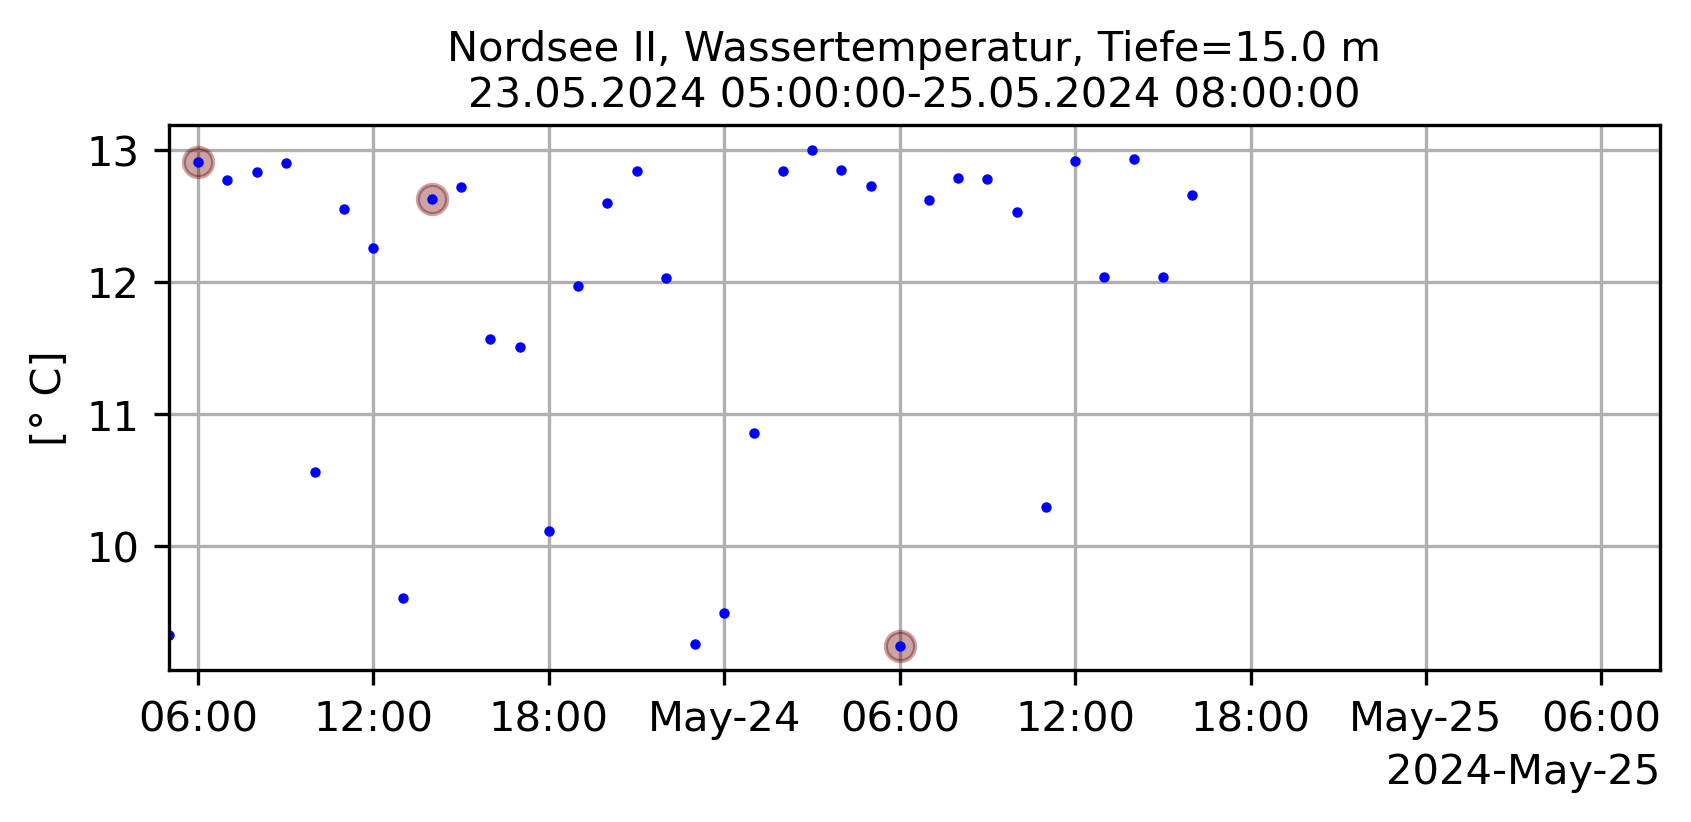 Nordsee II, Wassertemperatur, Tiefe=15.0 m
23.05.2024 05:00:00-25.05.2024 08:00:00
[° C]
13
12
11
10
06:00 12:00 18:00 May-24 06:00 12:00 18:00 May-25 06:00
2024-May-25